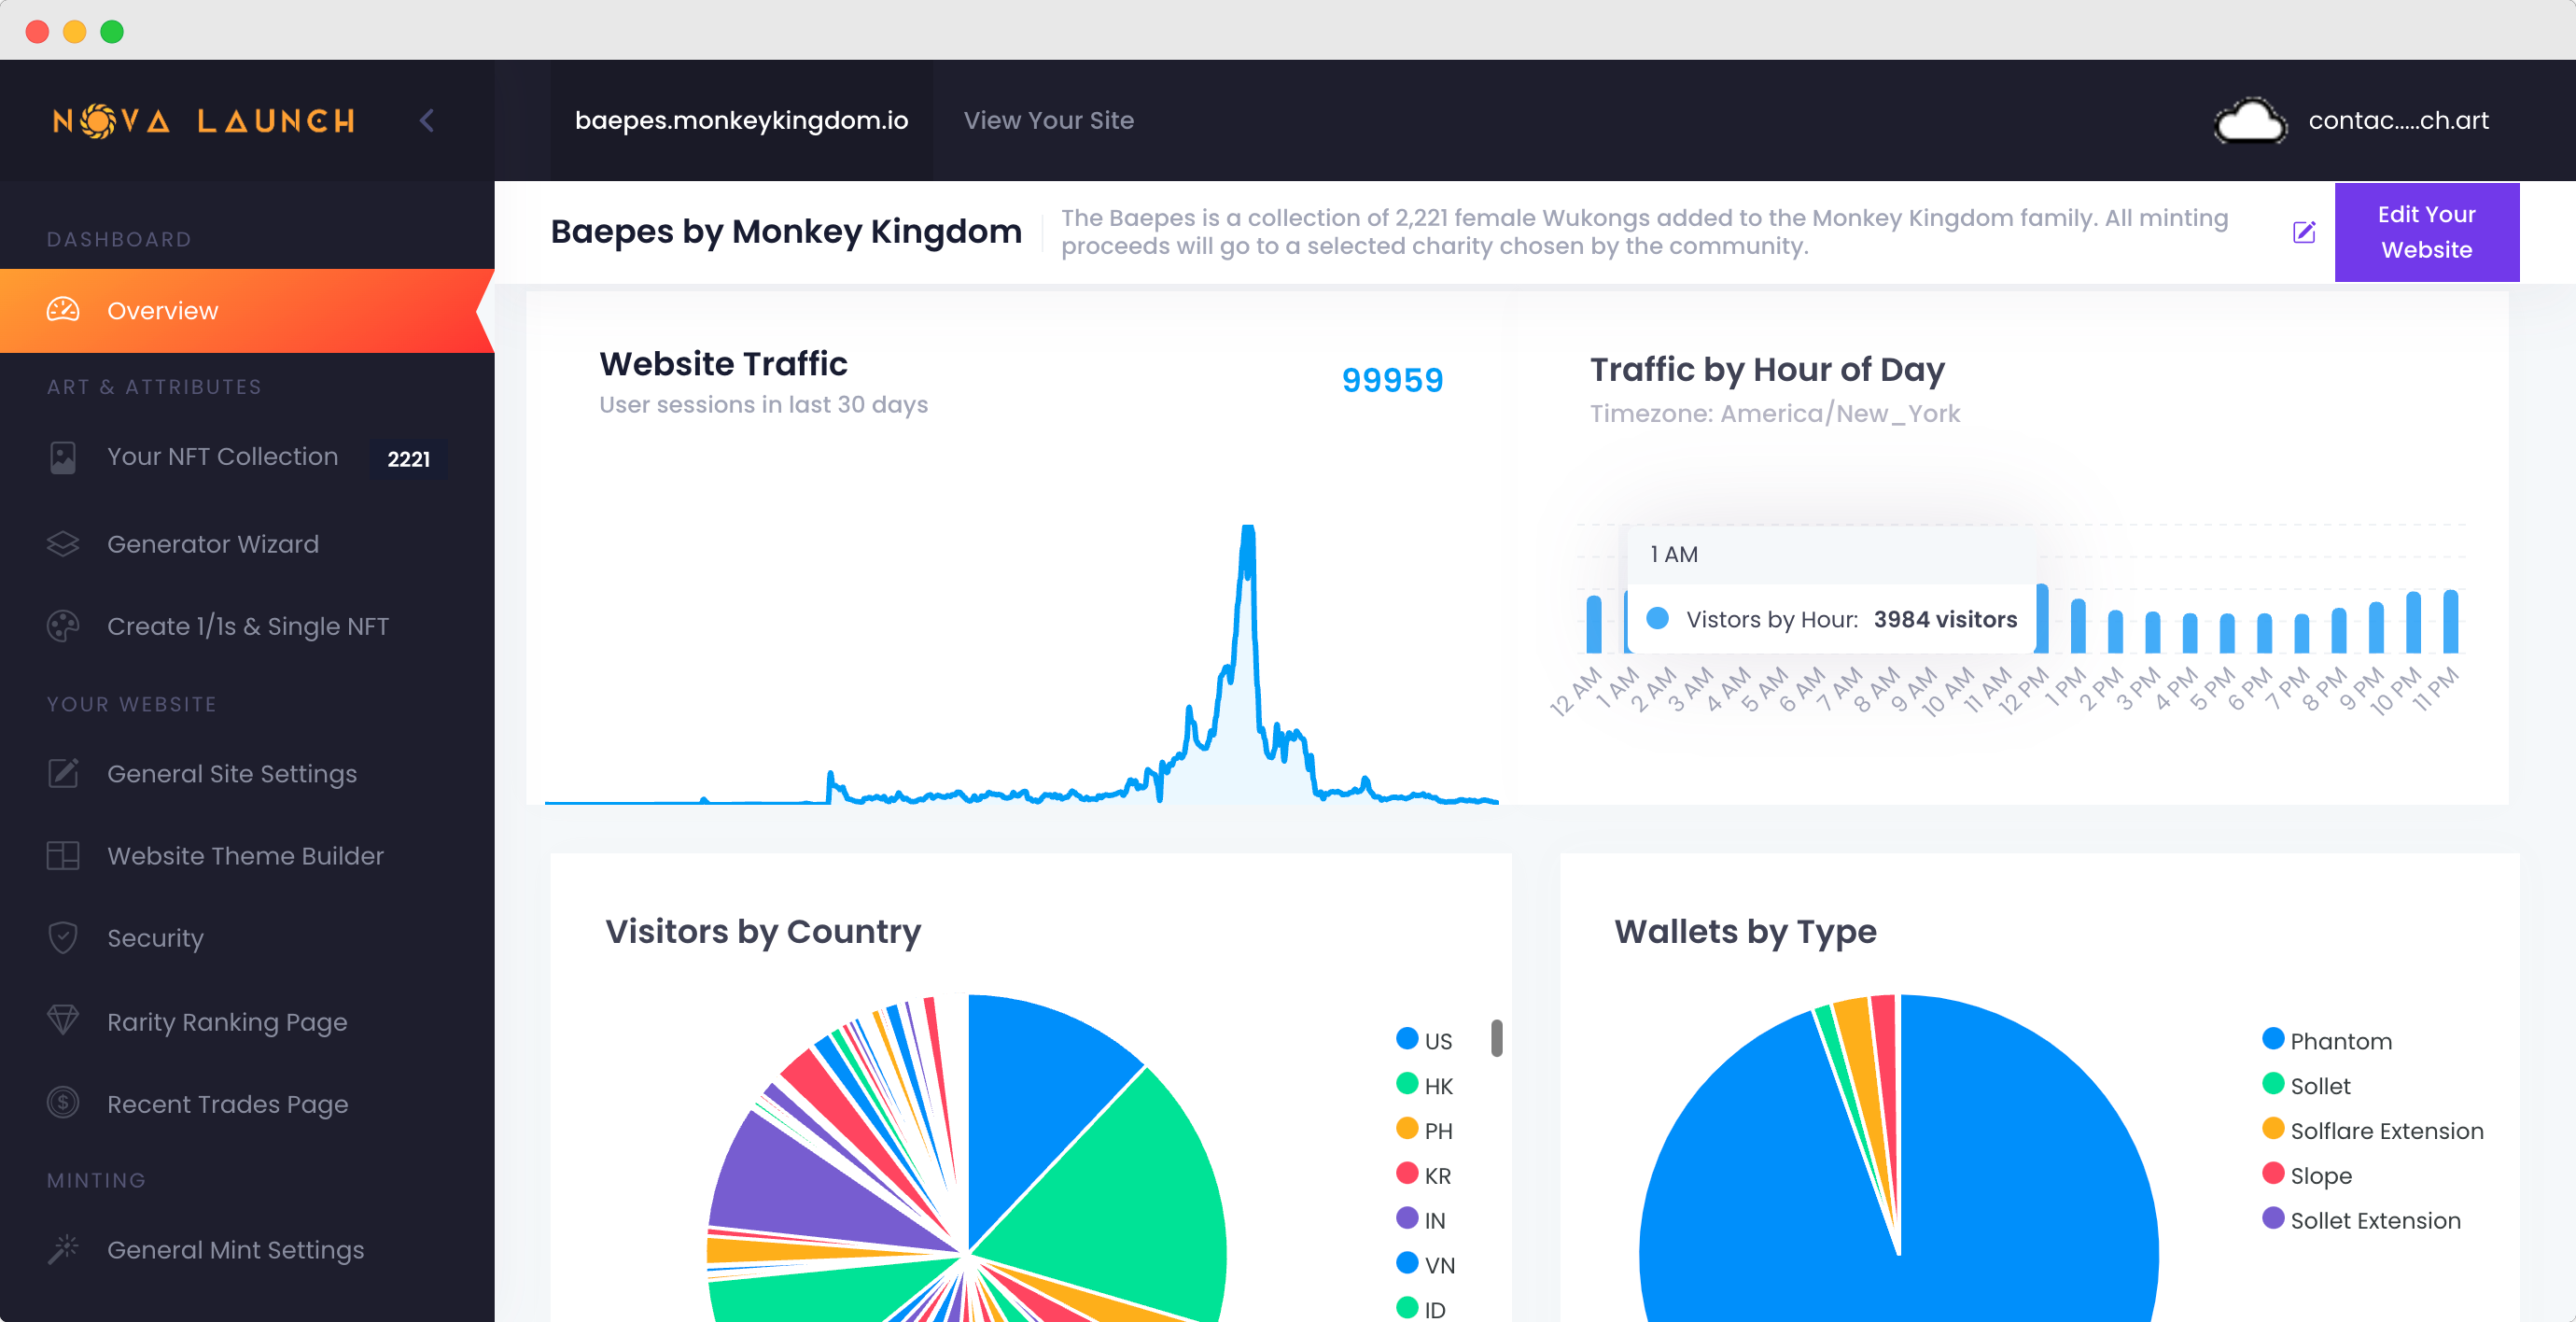 NOVA LAUNCH
baepes.monkeykingdom.io
View Your Site
contac.....ch.art
DASHBOARD
Overview
ART & ATTRIBUTES
Your NFT Collection 2221
Generator Wizard
Create 1/1s & Single NFT
YOUR WEBSITE
General Site Settings
Website Theme Builder
Security
Rarity Ranking Page
Recent Trades Page
MINTING
General Mint Settings
Baepes by Monkey Kingdom
The Baepes is a collection of 2,221 female Wukongs added to the Monkey Kingdom family. All minting
proceeds will go to a selected charity chosen by the community.
Edit Your
Website
Website Traffic
User sessions in last 30 days
99959
Traffic by Hour of Day
Timezone: America/New_York
1 AM
Vistors by Hour: 3984 visitors
12 AM
1 AM
2 AM
3 AM
4 AM
5 AM
6 AM
7 AM
8 AM
9 AM
10 AM
11 AM
12 PM
1 PM
2 PM
3 PM
4 PM
5 PM
6 PM
7 PM
8 PM
9 PM
10 PM
11 PM
Visitors by Country
US
HK
PH
KR
IN
VN
ID
Wallets by Type
Phantom
Sollet
Solflare Extension
Slope
Sollet Extension